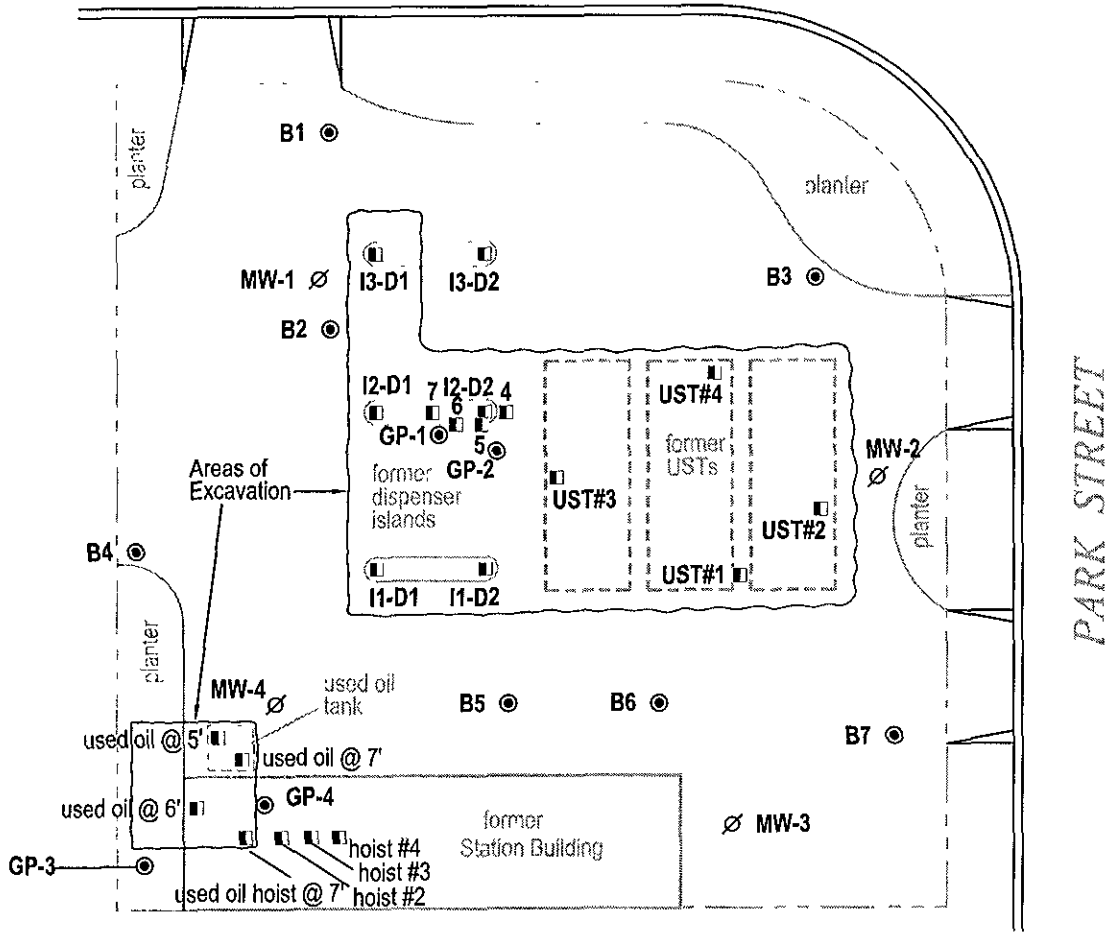 planter
B1
planter
MW-1
I3-D1
I3-D2
B3
B2
I2-D1
7
I2-D2
4
6
5
GP-1
GP-2
UST#4
former
USTs
UST#3
UST#2
UST#1
MW-2
planter
PARK STREET
Areas of
Excavation
former
dispenser
islands
B4
I1-D1
I1-D2
planter
MW-4
used oil
tank
B5
B6
B7
used oil @ 5'
used oil @ 7'
used oil @ 6'
GP-4
former
Station Building
MW-3
GP-3
hoist #4
hoist #3
hoist #2
used oil hoist @ 7'